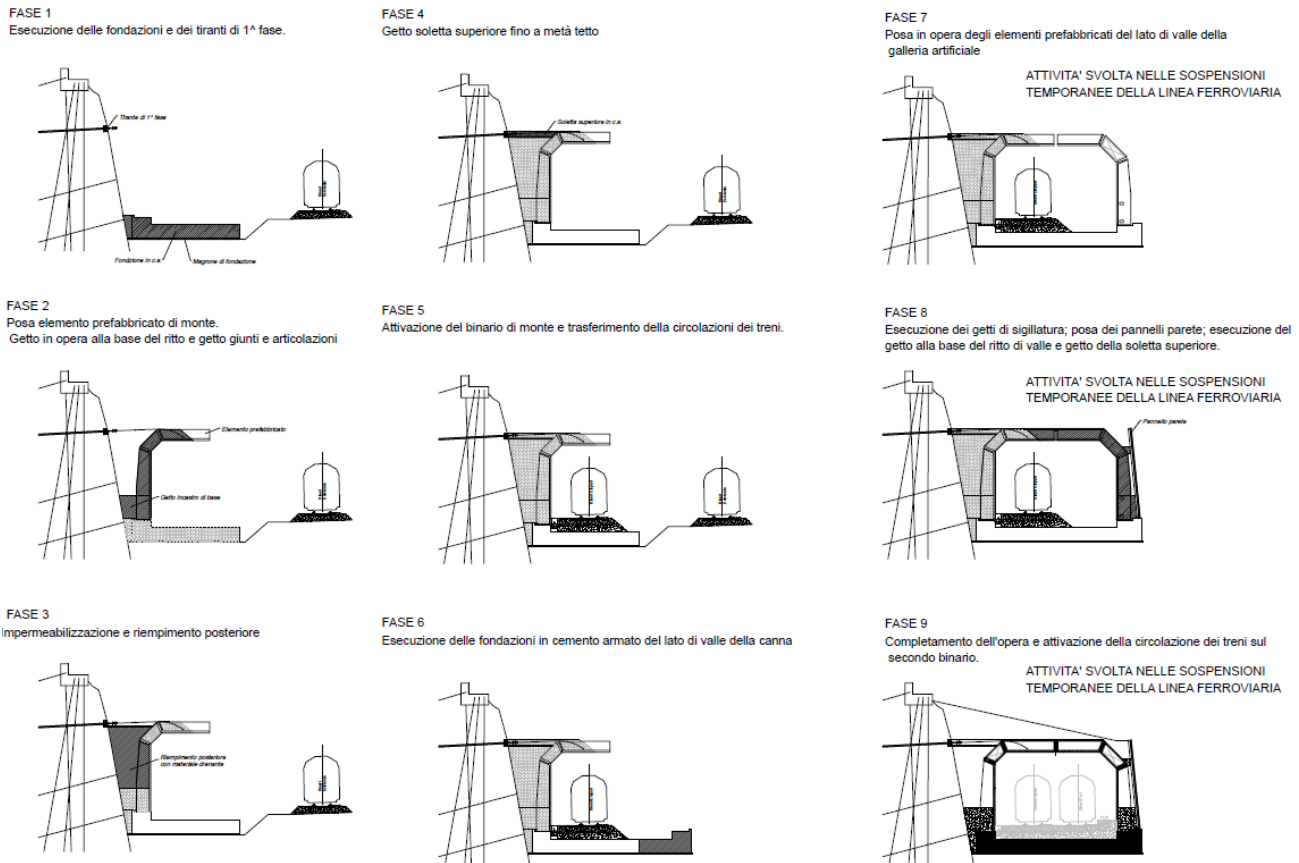 FASE 1
Esecuzione delle fondazioni e dei tiranti di 1^ fase.
Tirante di 1^ fase
Fondzione in c.a.
Magrone di fondazione
FASE 2
Posa elemento prefabbricato di monte.
Getto in opera alla base del ritto e getto giunti e articolazioni
Elemento prefabbricato
Getto incastro di base
FASE 3
Impermeabilizzazione e riempimento posteriore
Riempimento posteriore
con materiale drenante
FASE 4
Getto soletta superiore fino a metà tetto
Soletta superiore in c.a.
FASE 5
Attivazione del binario di monte e trasferimento della circolazioni dei treni.
FASE 6
Esecuzione delle fondazioni in cemento armato del lato di valle della canna
FASE 7
Posa in opera degli elementi prefabbricati del lato di valle della
galleria artificiale
ATTIVITA' SVOLTA NELLE SOSPENSIONI
TEMPORANEE DELLA LINEA FERROVIARIA
FASE 8
Esecuzione dei getti di sigillatura; posa dei pannelli parete; esecuzione del
getto alla base del ritto di valle e getto della soletta superiore.
ATTIVITA' SVOLTA NELLE SOSPENSIONI
TEMPORANEE DELLA LINEA FERROVIARIA
Pannello parete
FASE 9
Completamento dell'opera e attivazione della circolazione dei treni sul
secondo binario.
ATTIVITA' SVOLTA NELLE SOSPENSIONI
TEMPORANEE DELLA LINEA FERROVIARIA